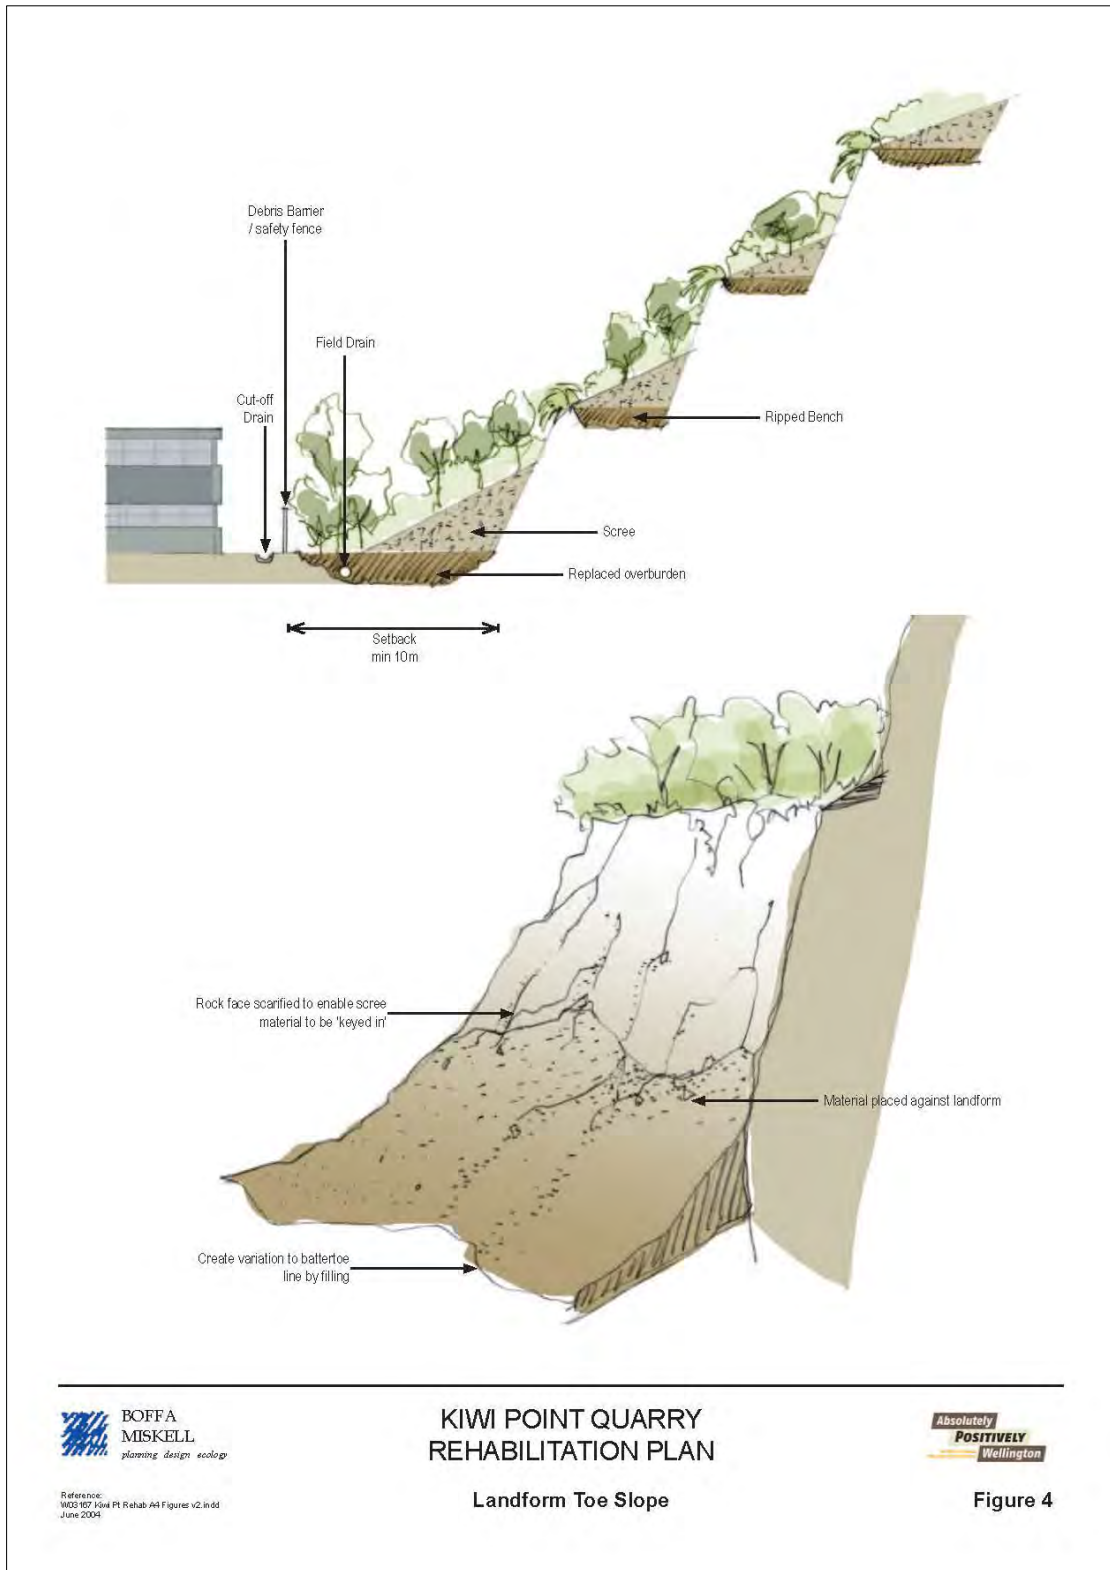 Debris Barrier
/ safety fence
Field Drain
Cut-off
Drain
Ripped Bench
Scree
Replaced overburden
Setback
min 10m
Rock face scarified to enable scree
material to be 'keyed in'
Material placed against landform
Create variation to battertoe
line by filling
BOFFA
MISKELL
planning design ecology
KIWI POINT QUARRY
REHABILITATION PLAN
Absolutely
POSITIVELY
Wellington
Reference:
W03167 Kiwi Pt Rehab A4 Figures v2.indd
June 2004
Landform Toe Slope
Figure 4